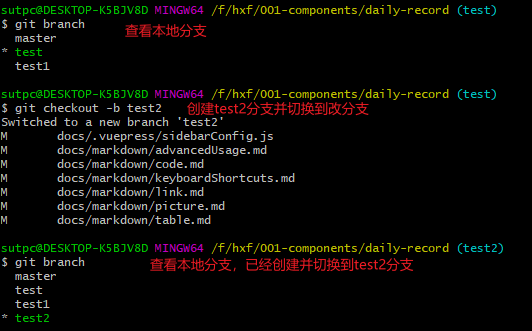 sutpc@DESKTOP-K5BJV8D MINGW64 /f/hxf/001-components/daily-record (test)
$ git branch 查看本地分支
  master
* test
  test1
sutpc@DESKTOP-K5BJV8D MINGW64 /f/hxf/001-components/daily-record (test)
$ git checkout -b test2 创建test2分支并切换到改分支
Switched to a new branch 'test2'
M       docs/.vuepress/sidebarConfig.js
M       docs/markdown/advancedUsage.md
M       docs/markdown/code.md
M       docs/markdown/keyboardShortcuts.md
M       docs/markdown/link.md
M       docs/markdown/picture.md
M       docs/markdown/table.md
sutpc@DESKTOP-K5BJV8D MINGW64 /f/hxf/001-components/daily-record (test2)
$ git branch 查看本地分支，已经创建并切换到test2分支
  master
  test
  test1
* test2